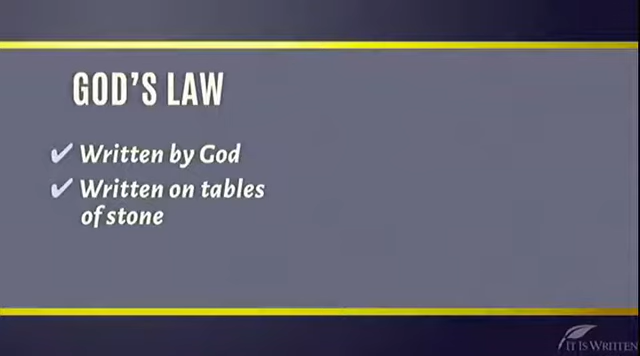 GOD'S LAW
✔ Written by God
✔ Written on tables
of stone
IT IS WRITTEN